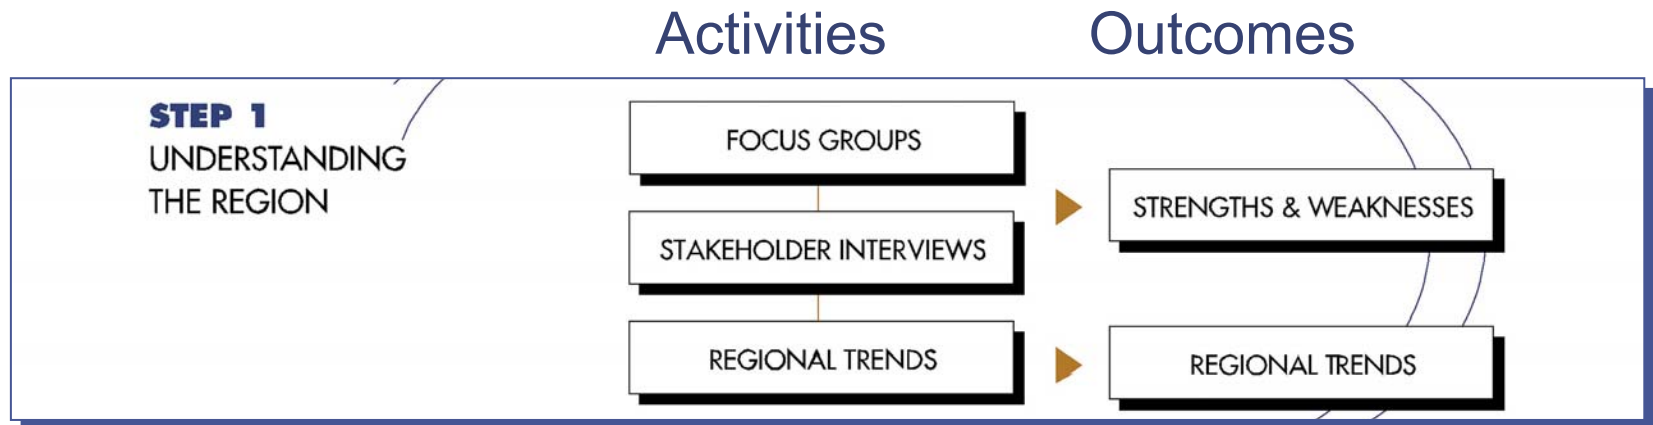 Activities
Outcomes
STEP 1
UNDERSTANDING
THE REGION
FOCUS GROUPS
STAKEHOLDER INTERVIEWS
REGIONAL TRENDS
STRENGTHS & WEAKNESSES
REGIONAL TRENDS